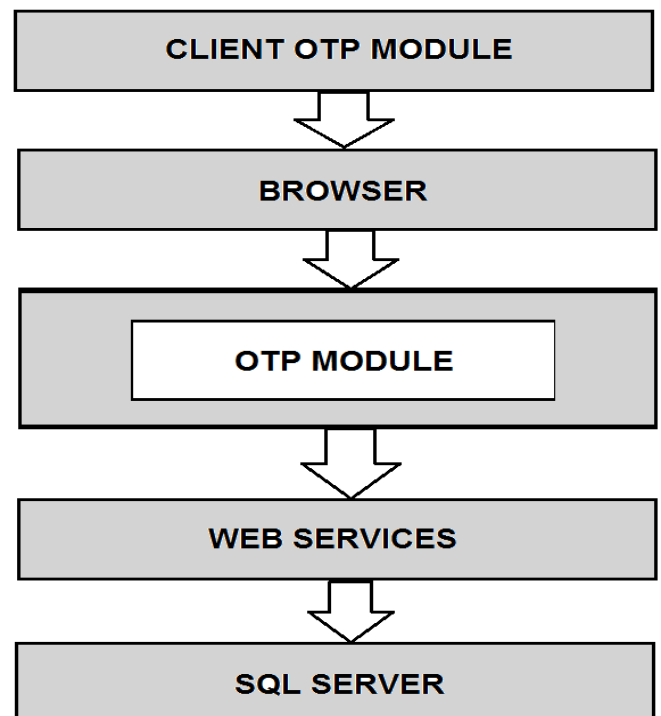 CLIENT OTP MODULE
BROWSER
OTP MODULE
WEB SERVICES
SQL SERVER